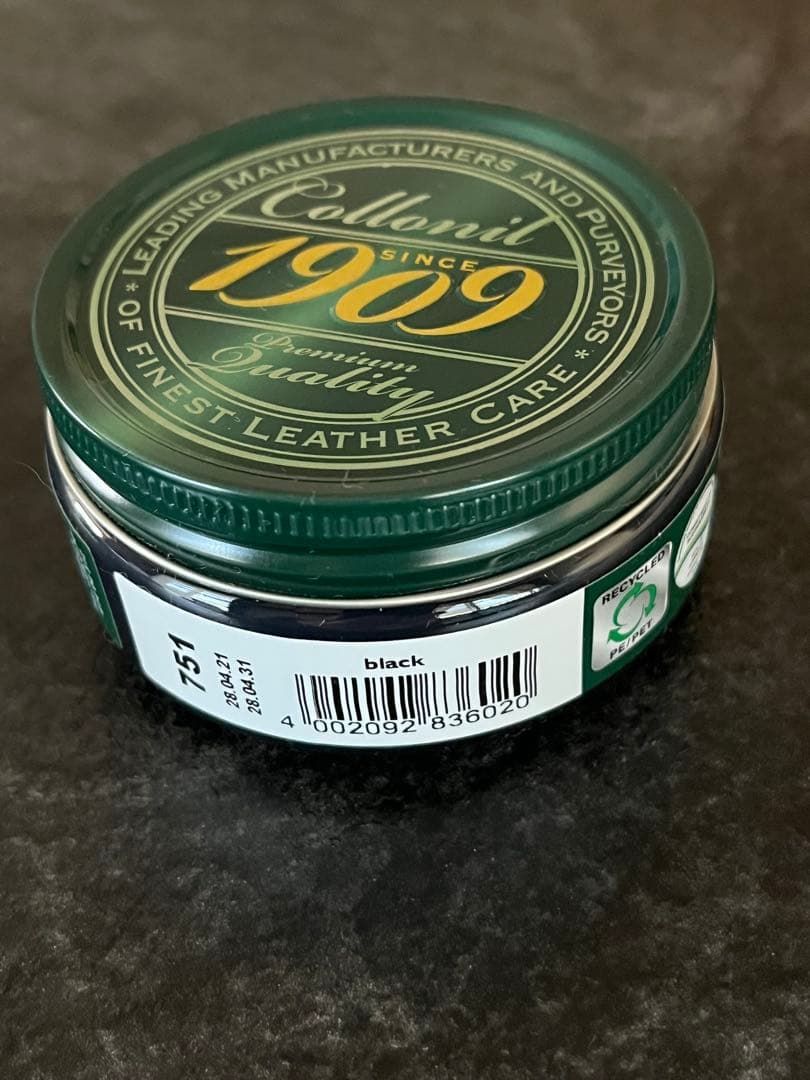 LEADING MANUFACTURERS AND PURVEYORS
* OF FINEST LEATHER CARE *
Collonil
SINCE
1909
Premium
Quality
751
28.04.21
28.04.31
black
4 002092 836020
RECYCLED
PE/PET